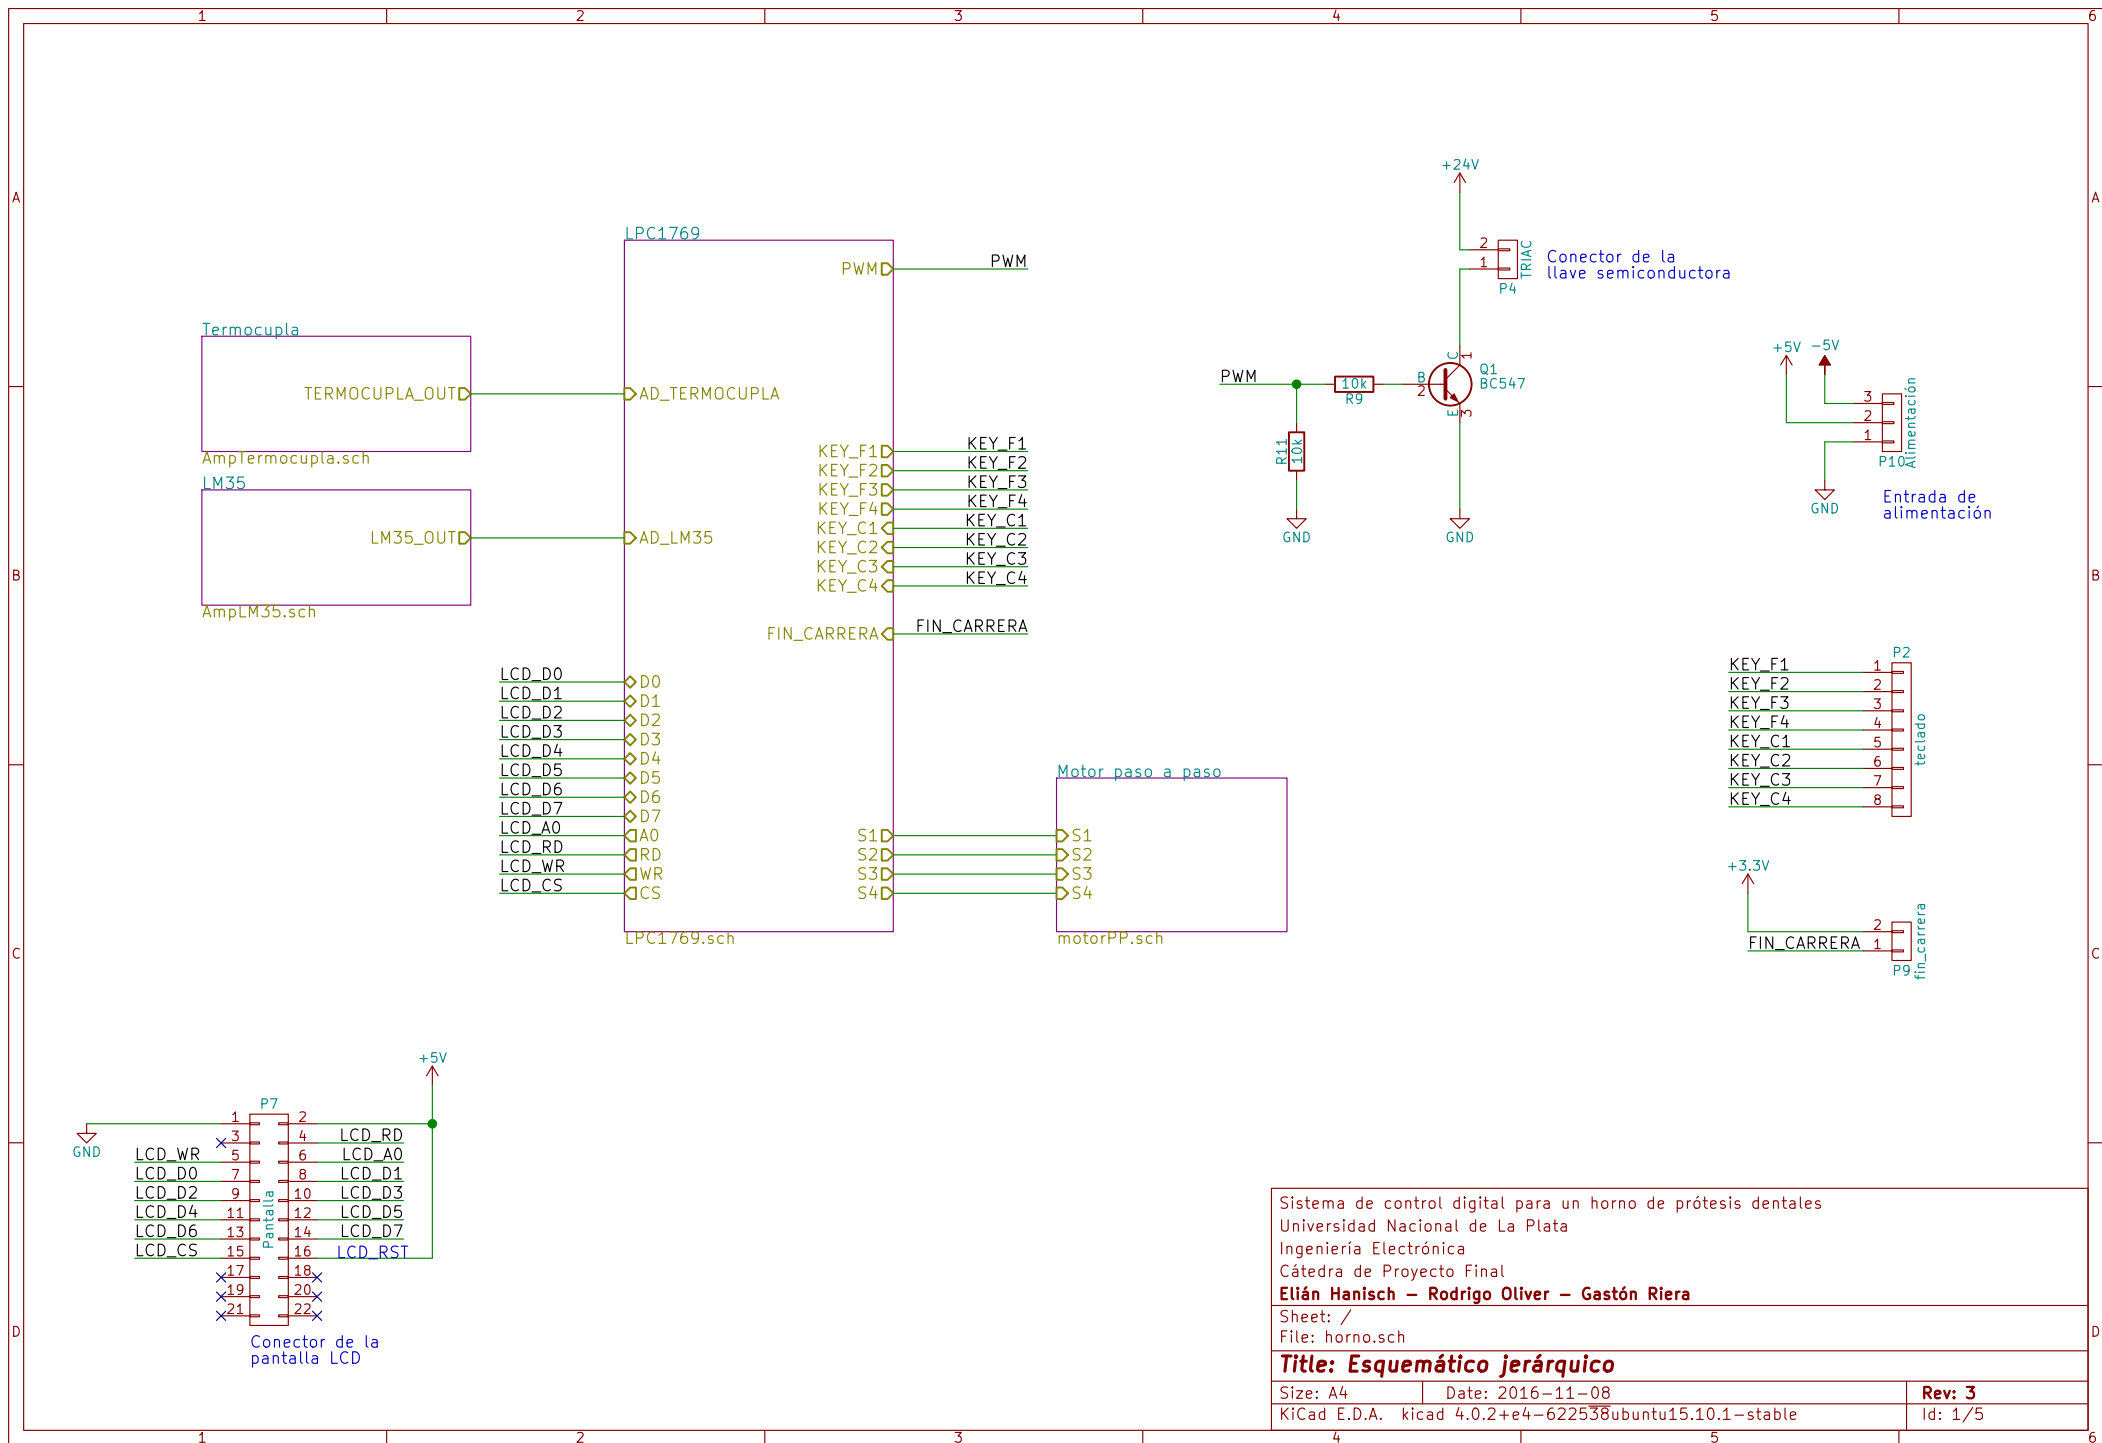 1 2 3 4 5 6
A A
B B
C C
D D
1 2 3 4 5 6
LPC1769
PWM PWM
Termocupla
TERMOCUPLA_OUT AD_TERMOCUPLA
AmpTermocupla.sch
LM35
LM35_OUT AD_LM35
AmpLM35.sch
KEY_F1 KEY_F1
KEY_F2 KEY_F2
KEY_F3 KEY_F3
KEY_F4 KEY_F4
KEY_C1 KEY_C1
KEY_C2 KEY_C2
KEY_C3 KEY_C3
KEY_C4 KEY_C4
FIN_CARRERA FIN_CARRERA
LCD_D0 D0
LCD_D1 D1
LCD_D2 D2
LCD_D3 D3
LCD_D4 D4
LCD_D5 D5
LCD_D6 D6
LCD_D7 D7
LCD_A0 A0
LCD_RD RD
LCD_WR WR
LCD_CS CS
LPC1769.sch
Motor paso a paso
S1 S1
S2 S2
S3 S3
S4 S4
motorPP.sch
+24V
2
1
TRIAC
P4
Conector de la
llave semiconductora
PWM
10k
R9
R11
10k
GND
B
2
C
1
E
3
Q1
BC547
GND
+5V -5V
3
2
1
P10
Alimentación
GND
Entrada de
alimentación
P2
KEY_F1 1
KEY_F2 2
KEY_F3 3
KEY_F4 4
KEY_C1 5
KEY_C2 6
KEY_C3 7
KEY_C4 8
teclado
+3.3V
2
FIN_CARRERA 1
P9
fin_carrera
+5V
P7
GND
1 2
3 4 LCD_RD
LCD_WR 5 6 LCD_A0
LCD_D0 7 8 LCD_D1
LCD_D2 9 10 LCD_D3
LCD_D4 11 12 LCD_D5
LCD_D6 13 14 LCD_D7
LCD_CS 15 16 LCD_RST
17 18
19 20
21 22
Pantalla
Conector de la
pantalla LCD
Sistema de control digital para un horno de prótesis dentales
Universidad Nacional de La Plata
Ingeniería Electrónica
Cátedra de Proyecto Final
Elián Hanisch – Rodrigo Oliver – Gastón Riera
Sheet: /
File: horno.sch
Title: Esquemático jerárquico
Size: A4 Date: 2016-11-08 Rev: 3
KiCad E.D.A. kicad 4.0.2+e4-622538ubuntu15.10.1-stable Id: 1/5